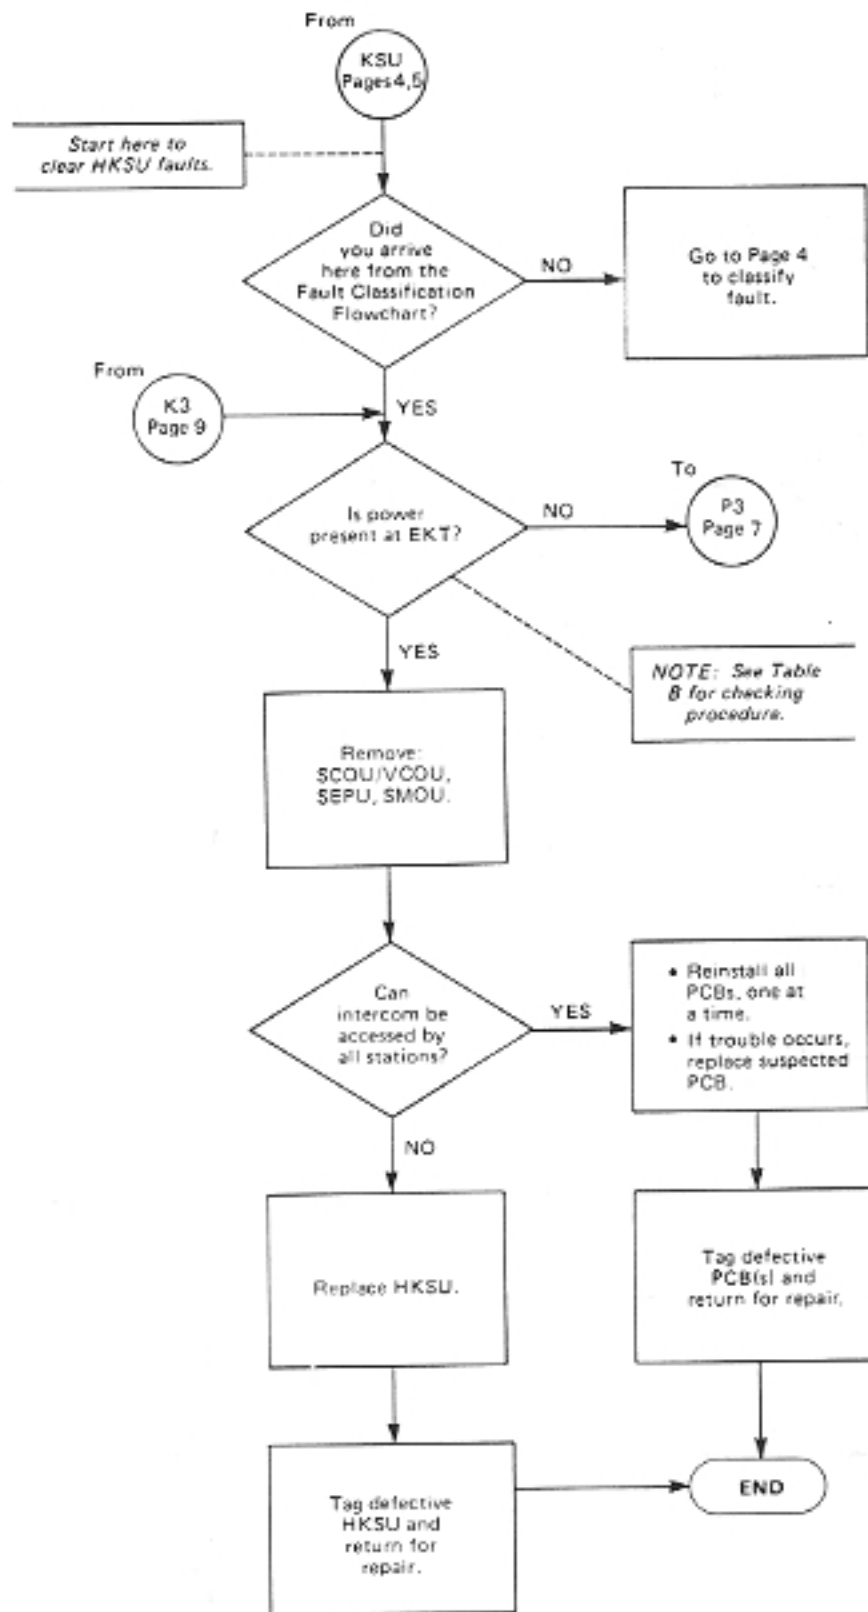 From
KSU
Pages 4,5
Start here to
clear HKSU faults.
Did
you arrive
here from the
Fault Classification
Flowchart?
NO
Go to Page 4
to classify
fault.
From
K3
Page 9
YES
Is power
present at EKT?
NO
To
P3
Page 7
YES
NOTE: See Table
B for checking
procedure.
Remove:
SCOU/VCOU,
SEPU, SMOU.
Can
intercom be
accessed by
all stations?
YES
• Reinstall all
PCBs, one at
a time.
• If trouble occurs,
replace suspected
PCB.
NO
Replace HKSU.
Tag defective
PCB(s) and
return for repair.
Tag defective
HKSU and
return for
repair.
END